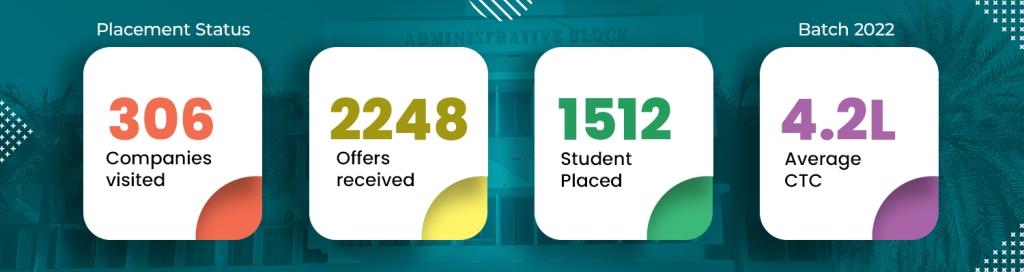 Placement Status
Batch 2022
ADMINISTRATIVE BLOCK
306
Companies
visited
2248
Offers
received
1512
Student
Placed
4.2L
Average
CTC